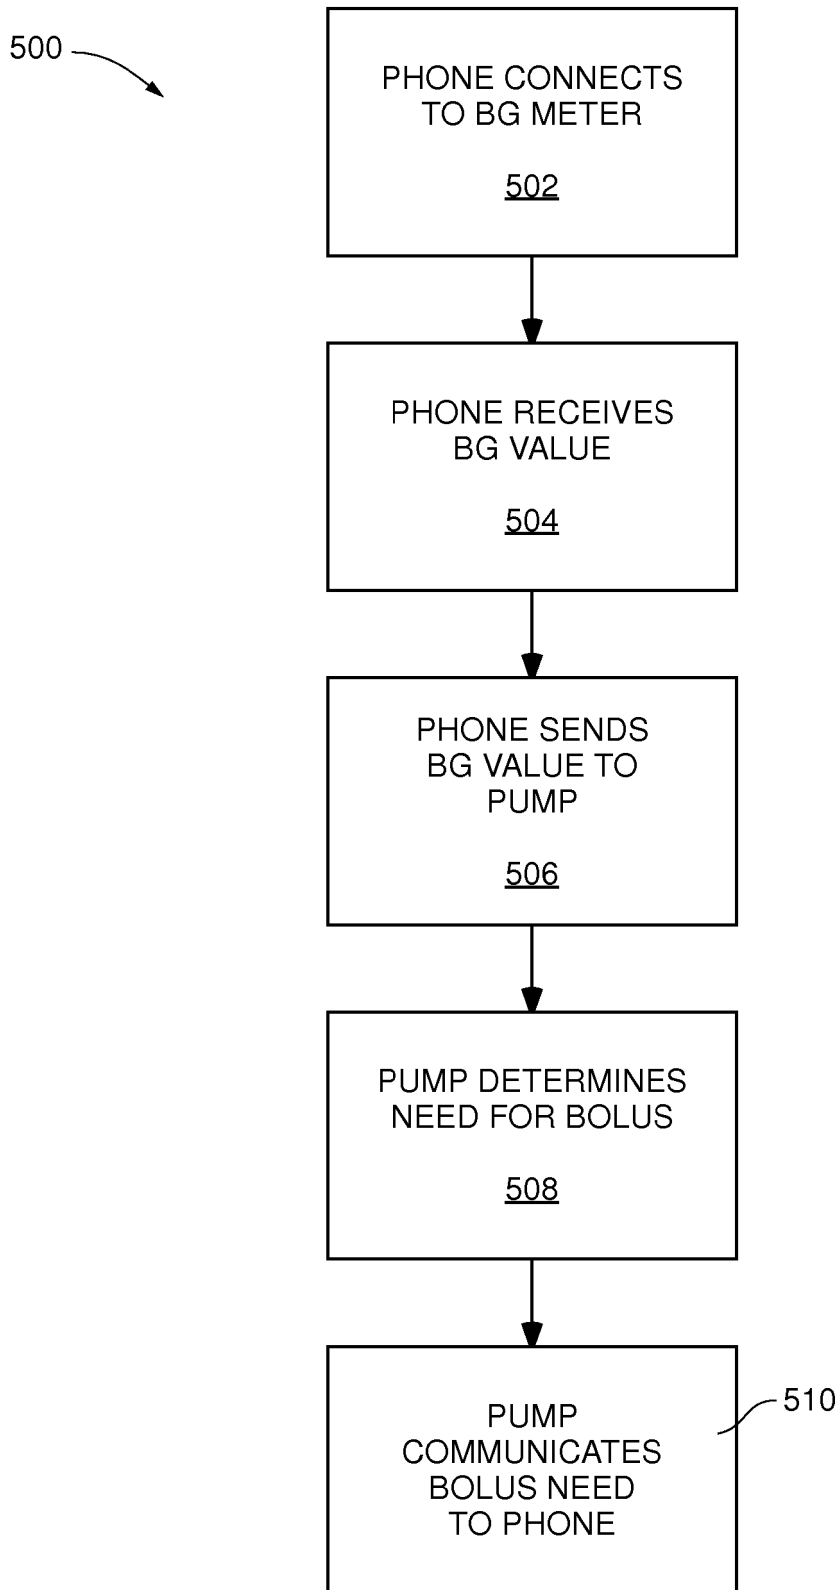 500
PHONE CONNECTS
TO BG METER
502
PHONE RECEIVES
BG VALUE
504
PHONE SENDS
BG VALUE TO
PUMP
506
PUMP DETERMINES
NEED FOR BOLUS
508
510
PUMP
COMMUNICATES
BOLUS NEED
TO PHONE